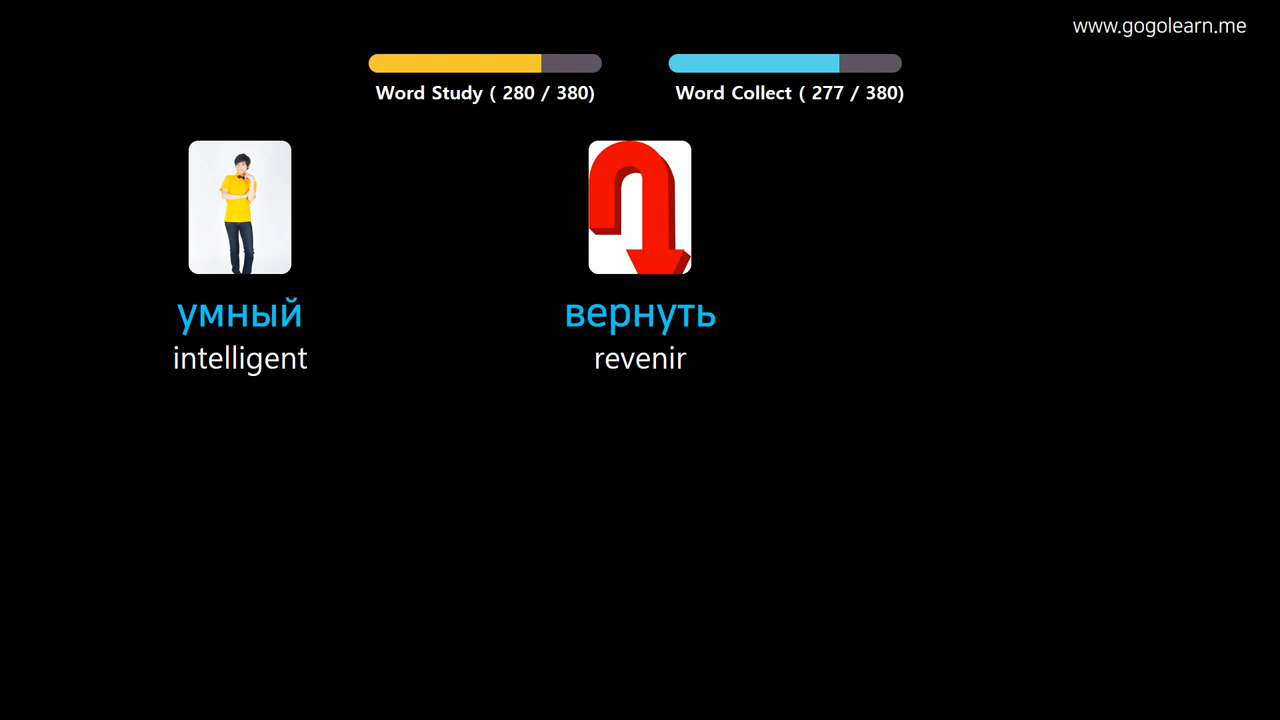 www.gogolearn.me
Word Study ( 280 / 380)
Word Collect ( 277 / 380)
умный
intelligent
вернуть
revenir